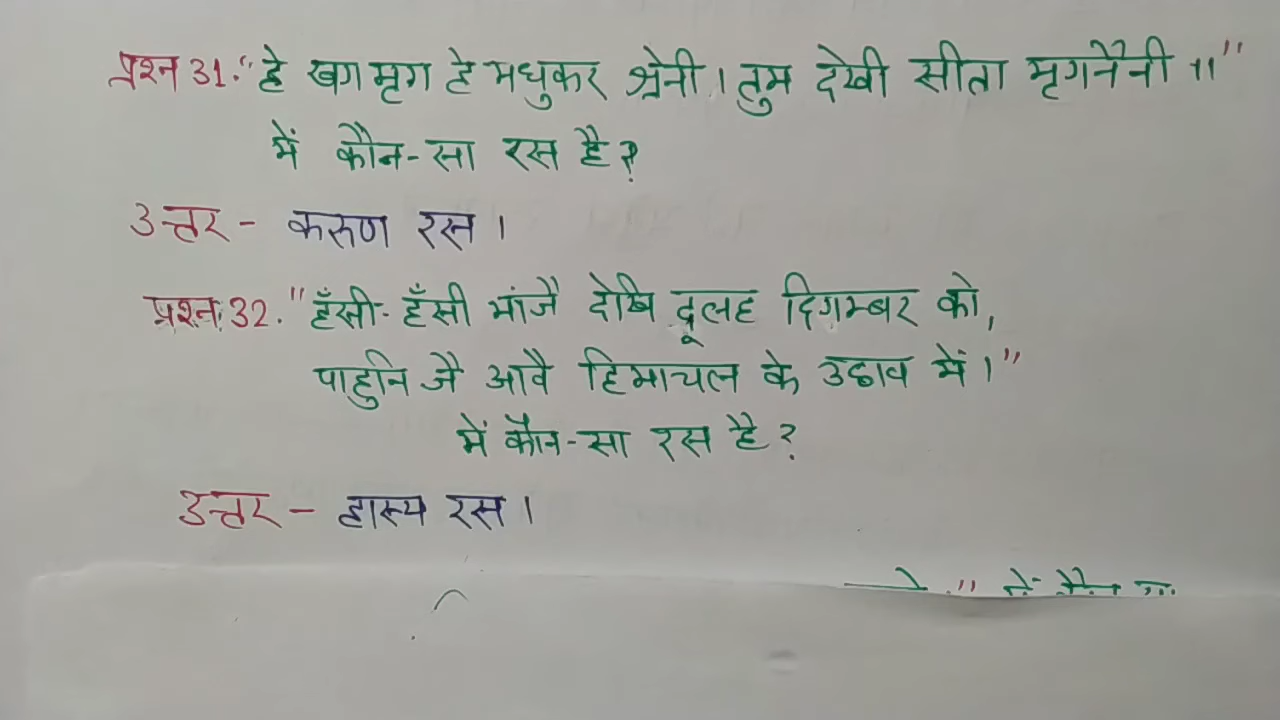 प्रश्न 31. "हे खग मृग हे मधुकर श्रेनी । तुम देखी सीता मृगनैनी ॥"
में कौन-सा रस है?
उत्तर - करुण रस ।
प्रश्न 32. "हँसी-हँसी भांजै देखि दूलह दिगम्बर को,
पाहुनि जै आवै हिमाचल के उछाव में ।"
में कौन-सा रस है?
उत्तर - हास्य रस ।